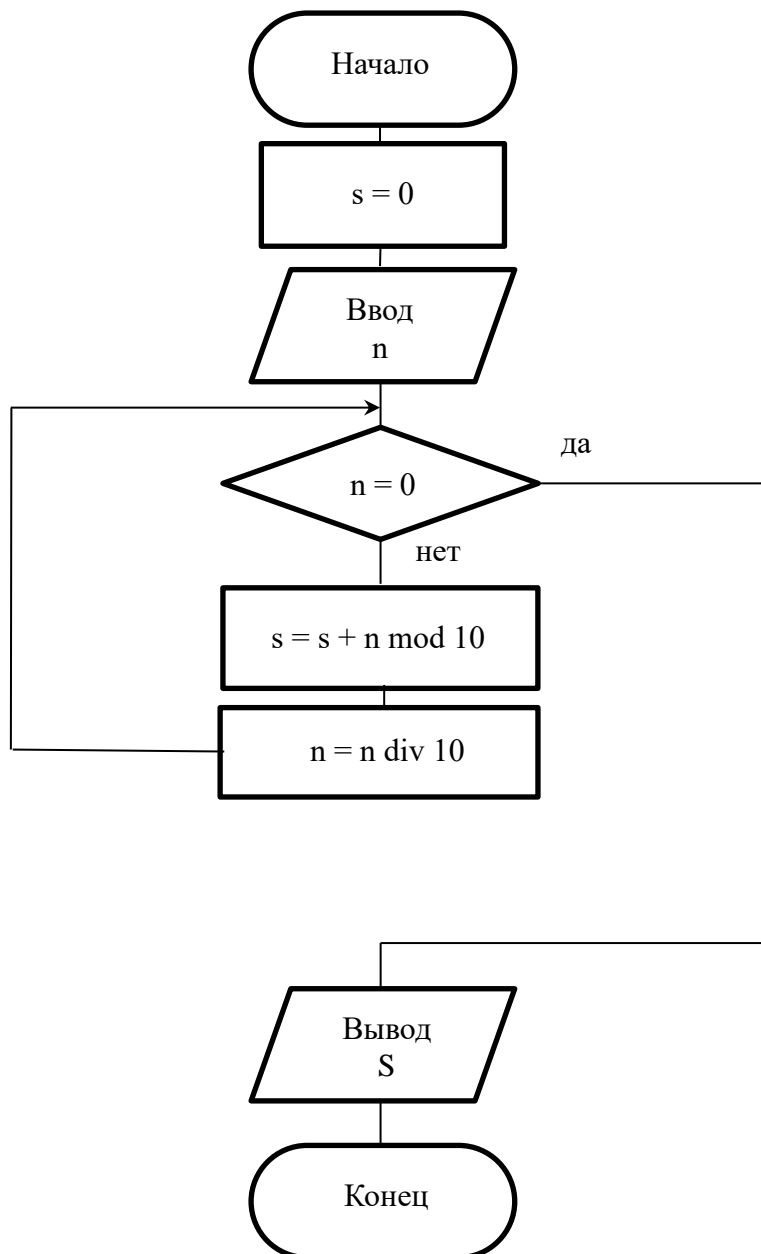 Начало
s = 0
Ввод
n
n = 0
да
нет
s = s + n mod 10
n = n div 10
Вывод
S
Конец